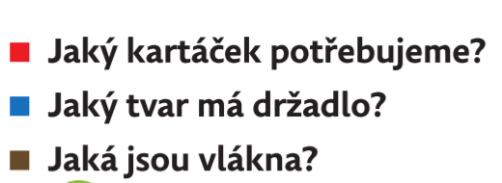 Jaký kartáček potřebujeme?
Jaký tvar má držadlo?
Jaká jsou vlákna?